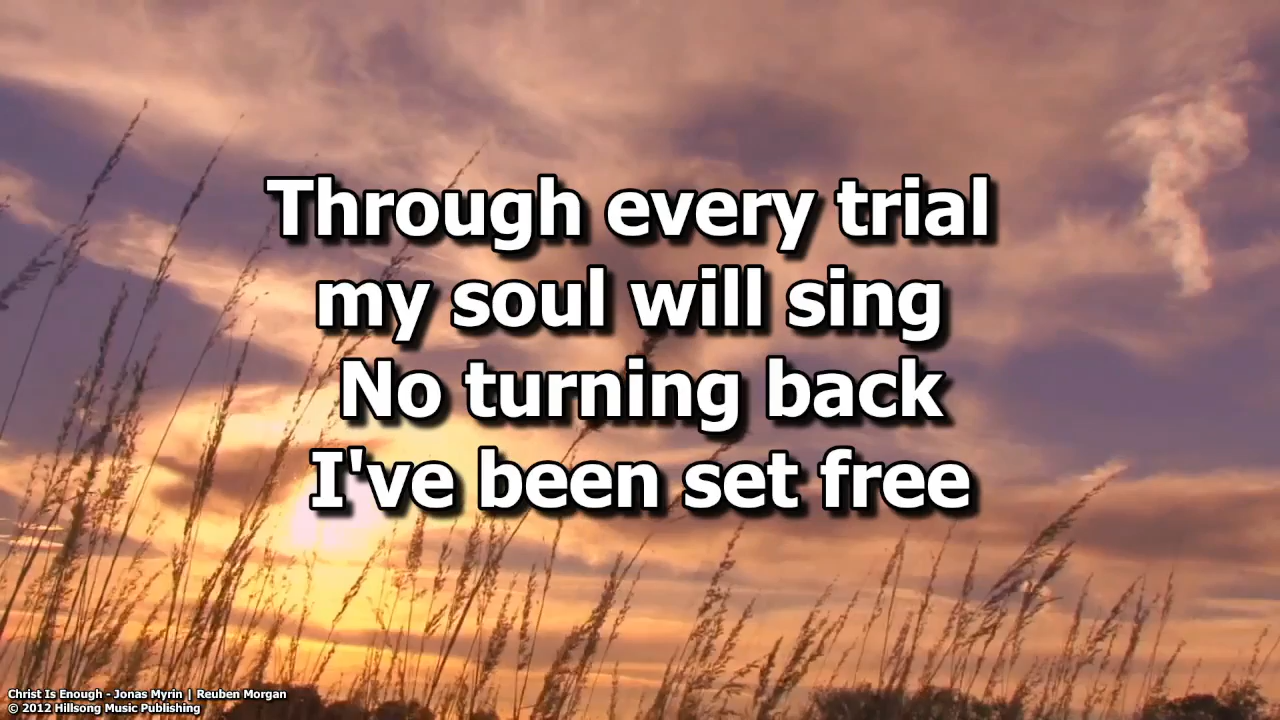 Through every trial
my soul will sing
No turning back
I've been set free
Christ Is Enough - Jonas Myrin | Reuben Morgan
© 2012 Hillsong Music Publishing